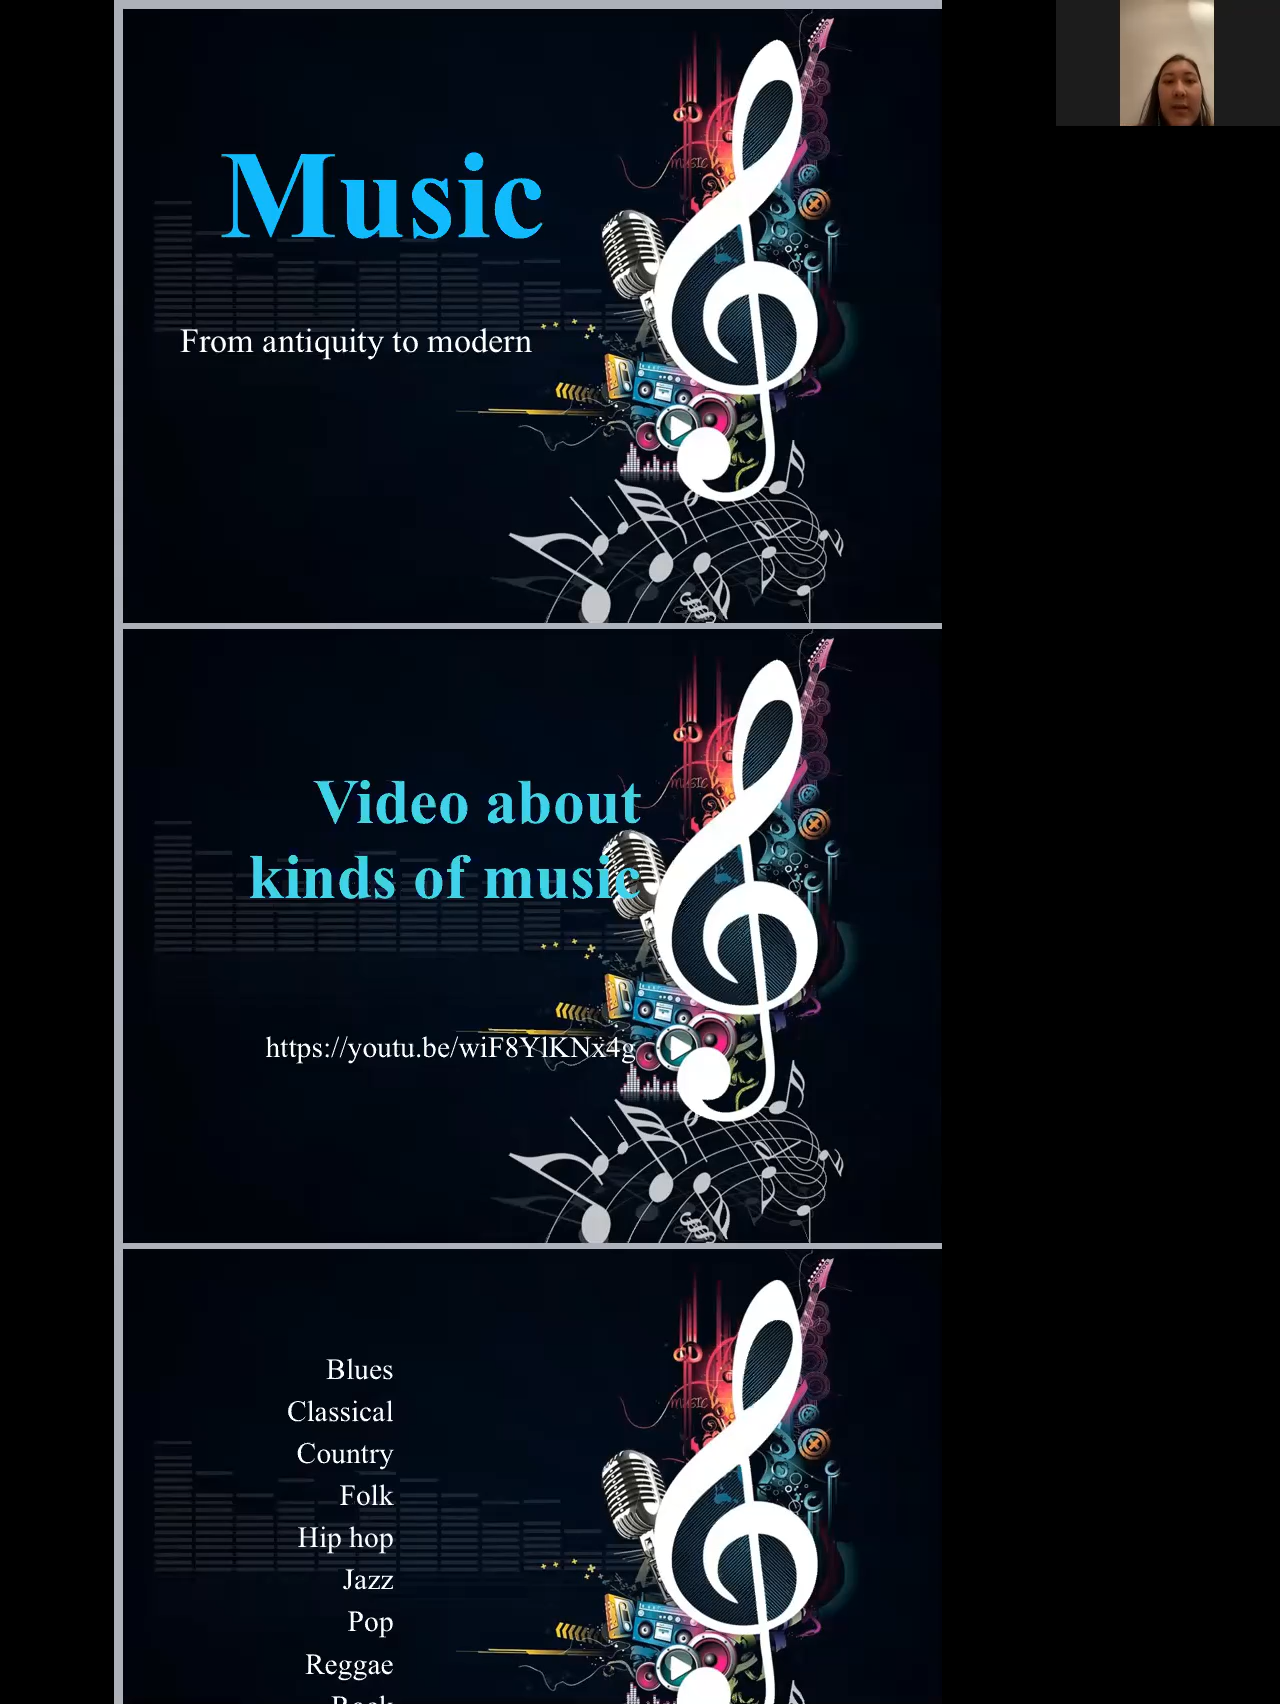 Music
From antiquity to modern
Video about
kinds of music
https://youtu.be/wiF8YlKNx4g
Blues
Classical
Country
Folk
Hip hop
Jazz
Pop
Reggae
Rock